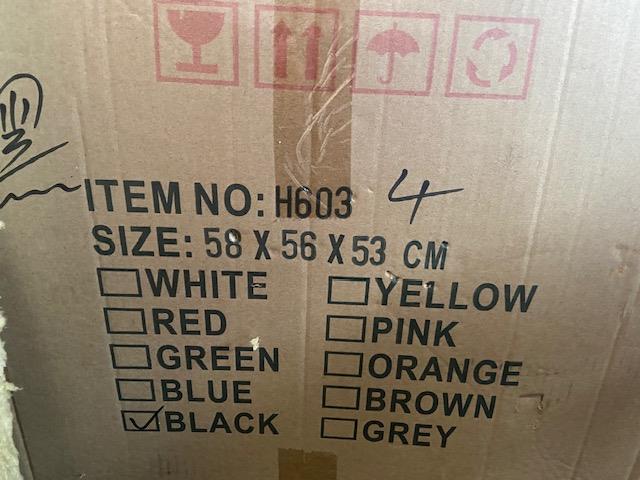 ITEM NO: H603 4
SIZE: 58 X 56 X 53 CM
WHITE YELLOW
RED PINK
GREEN ORANGE
BLUE BROWN
BLACK GREY